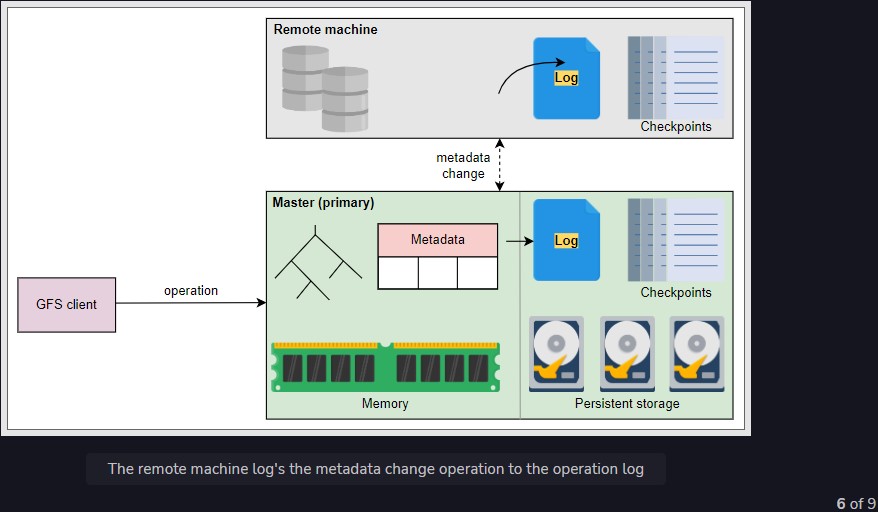 Remote machine
Log
Checkpoints
metadata
change
Master (primary)
Metadata
Log
Checkpoints
GFS client
operation
Memory
Persistent storage
The remote machine log's the metadata change operation to the operation log
6 of 9